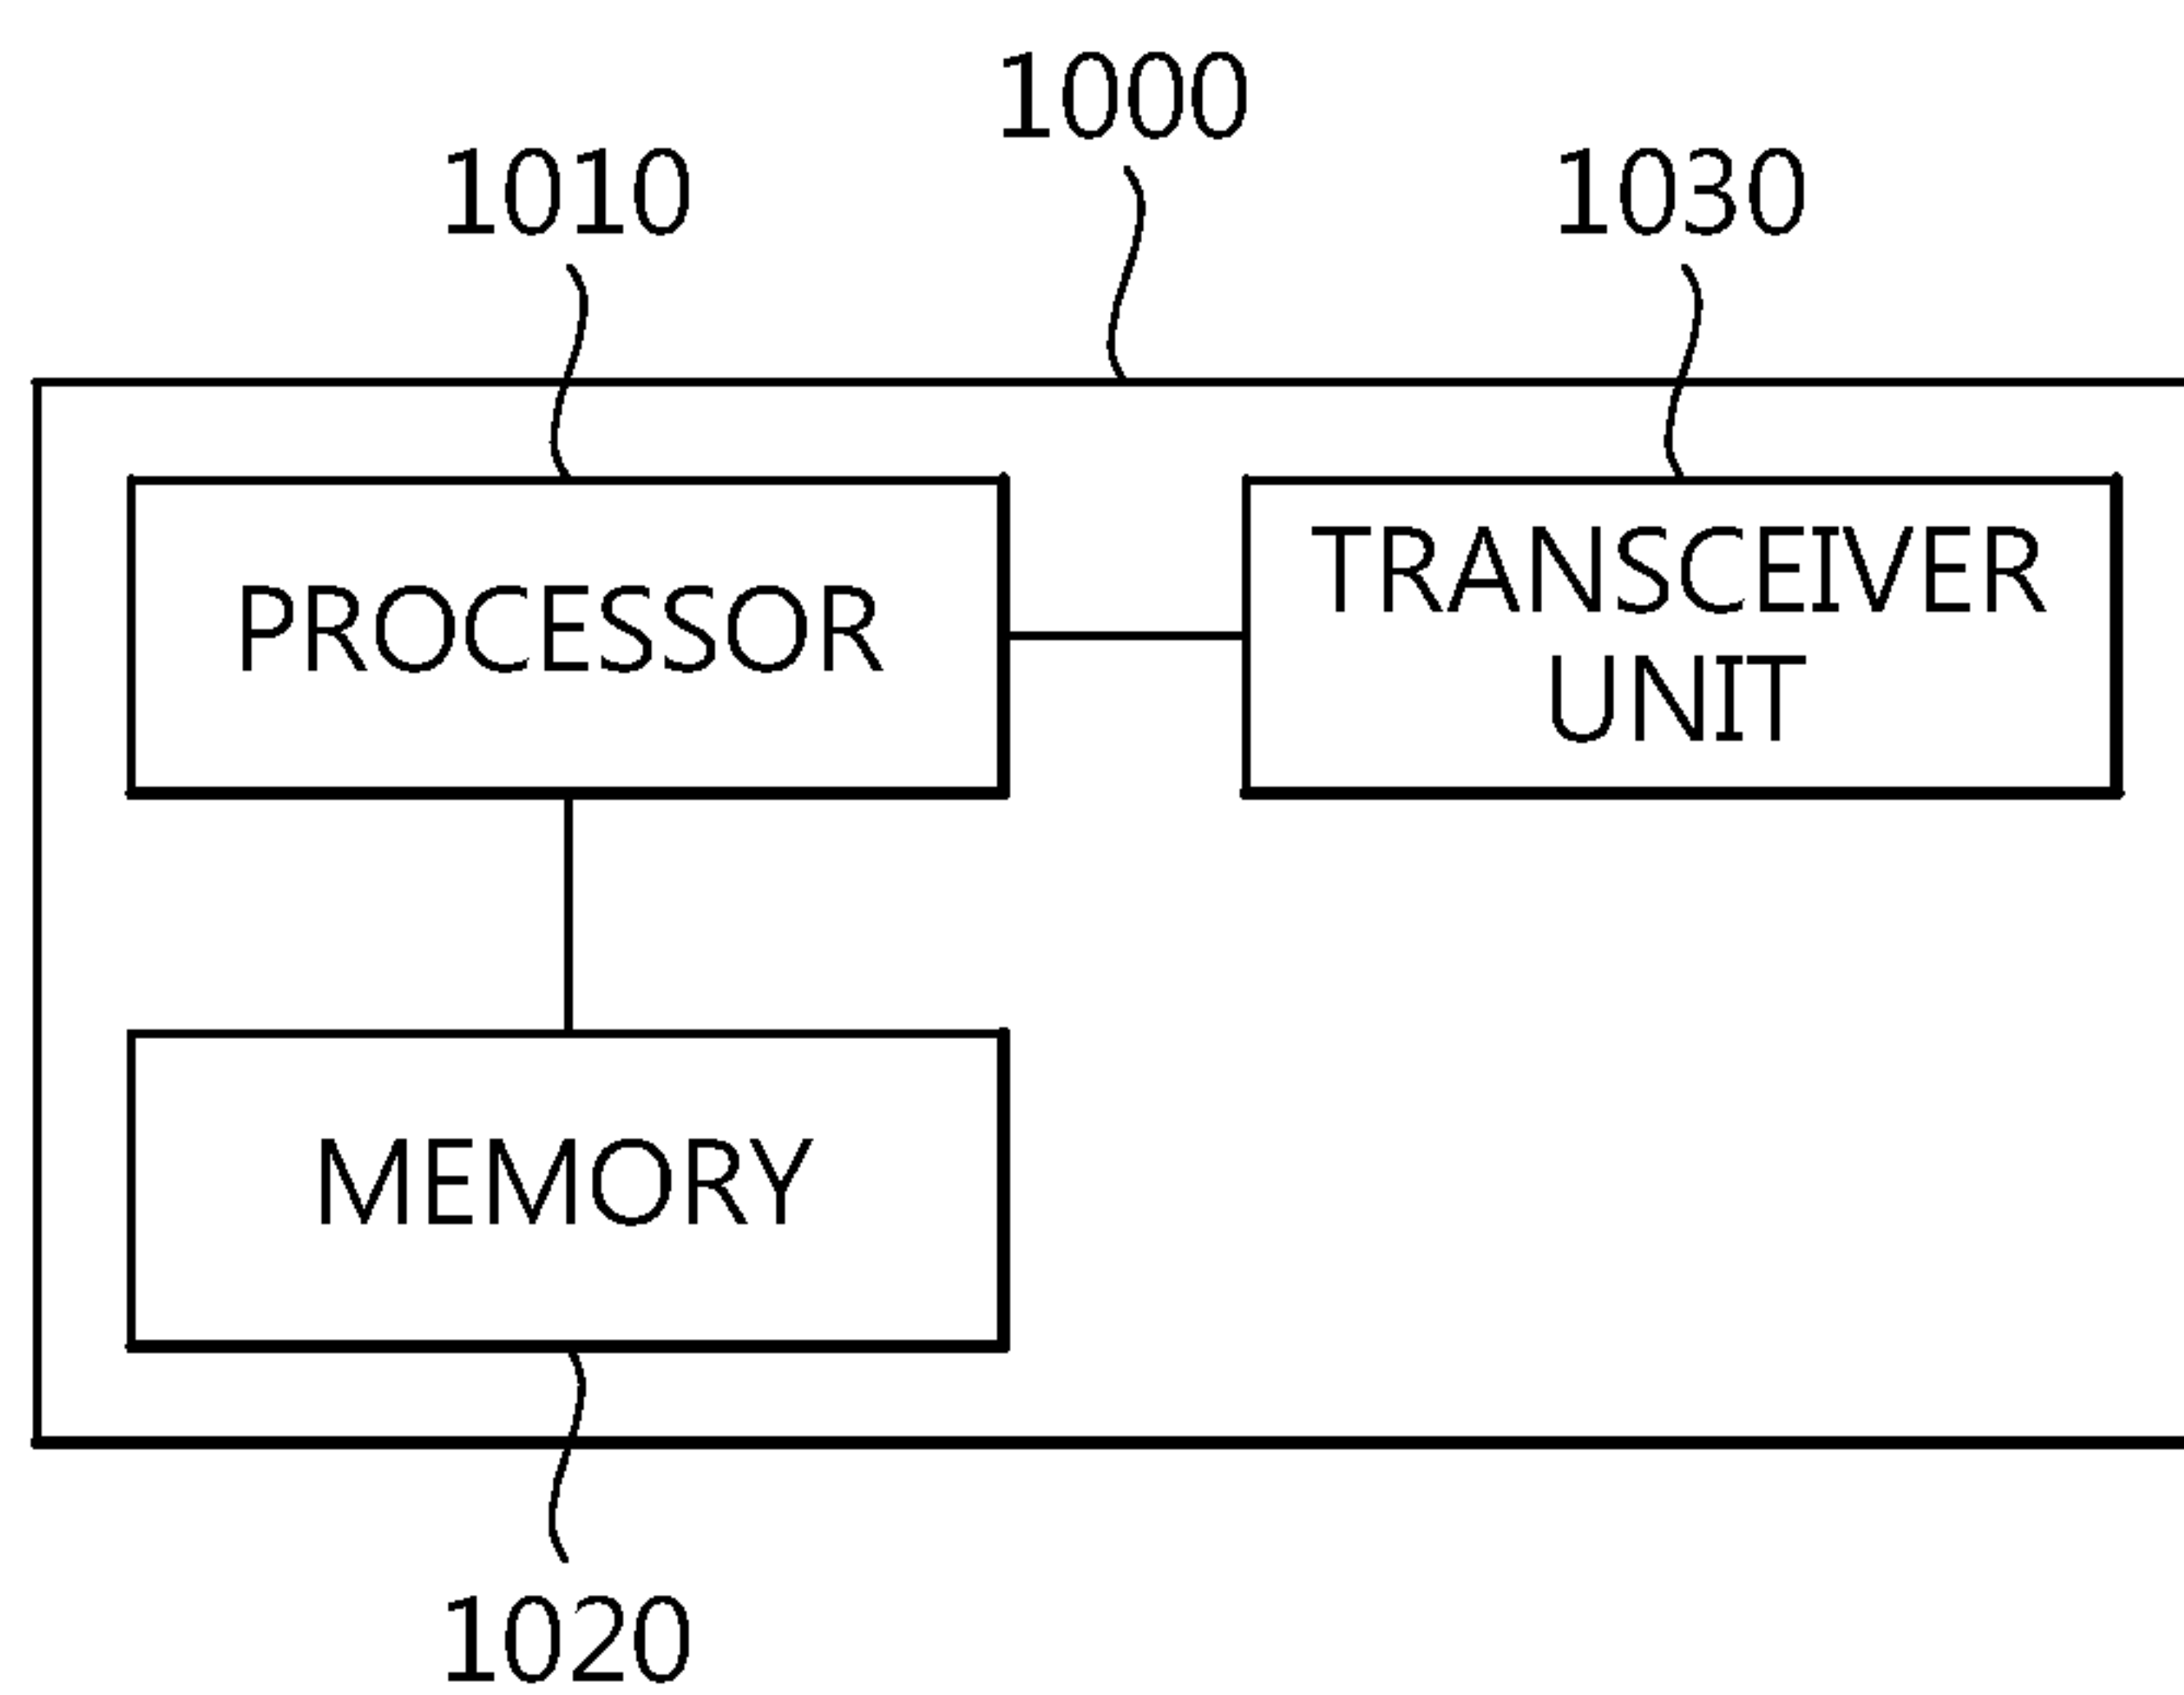 1000
1010
1030
PROCESSOR
TRANSCEIVER
UNIT
MEMORY
1020